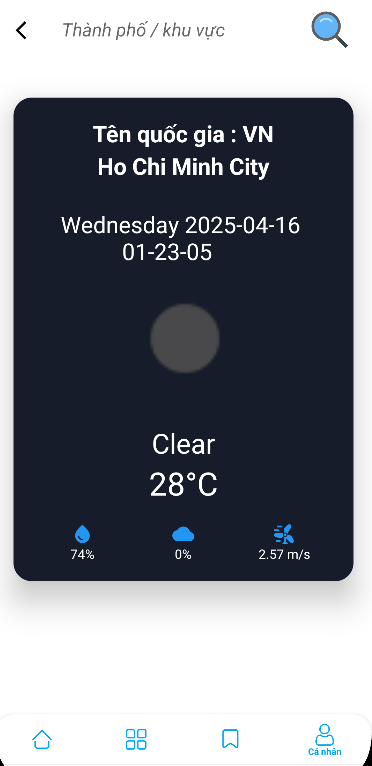 Thành phố / khu vực
Tên quốc gia : VN
Ho Chi Minh City
Wednesday 2025-04-16
01-23-05
Clear
28°C
74%
0%
2.57 m/s
Cá nhân